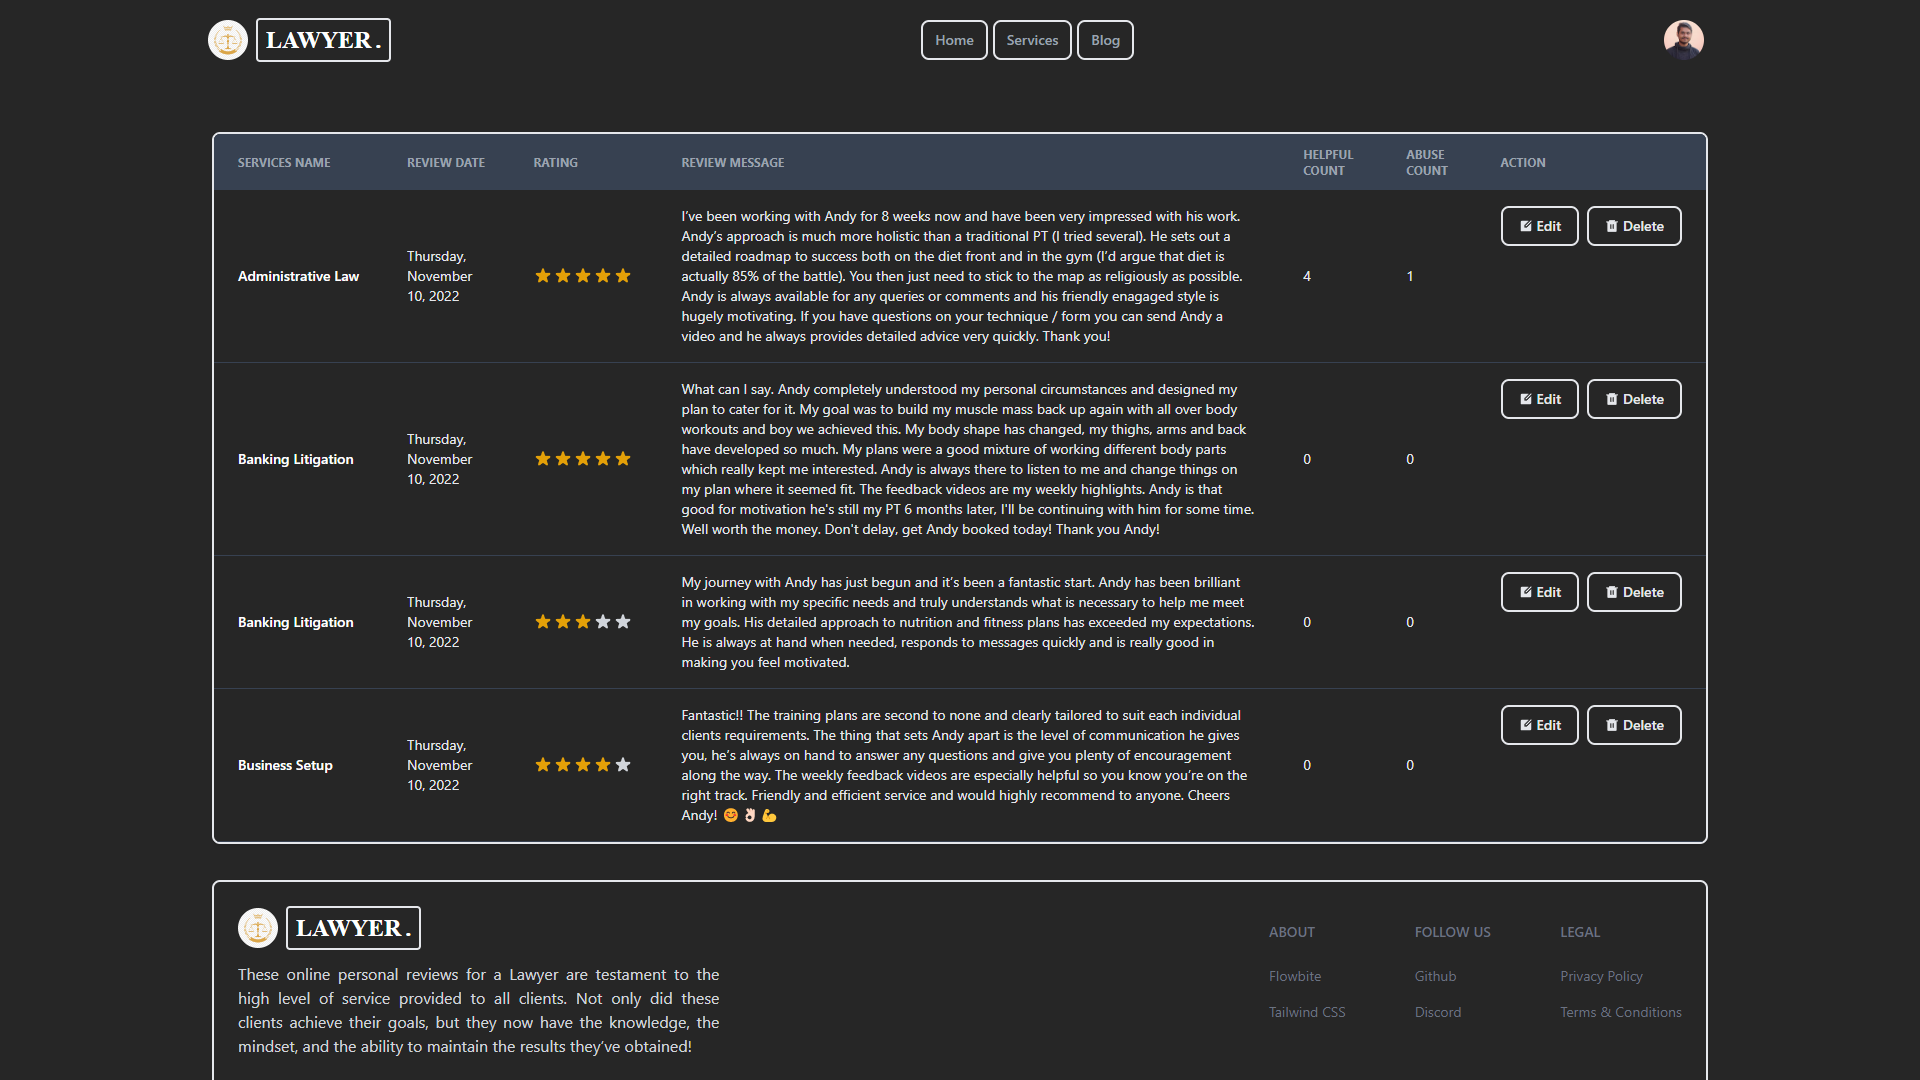 LAWYER.
Home
Services
Blog
SERVICES NAME
REVIEW DATE
RATING
REVIEW MESSAGE
HELPFUL
COUNT
ABUSE
COUNT
ACTION
Administrative Law
Thursday,
November
10, 2022
I’ve been working with Andy for 8 weeks now and have been very impressed with his work.
Andy’s approach is much more holistic than a traditional PT (I tried several). He sets out a
detailed roadmap to success both on the diet front and in the gym (I’d argue that diet is
actually 85% of the battle). You then just need to stick to the map as religiously as possible.
Andy is always available for any queries or comments and his friendly enagaged style is
hugely motivating. If you have questions on your technique / form you can send Andy a
video and he always provides detailed advice very quickly. Thank you!
4
1
Edit
Delete
Banking Litigation
Thursday,
November
10, 2022
What can I say. Andy completely understood my personal circumstances and designed my
plan to cater for it. My goal was to build my muscle mass back up again with all over body
workouts and boy we achieved this. My body shape has changed, my thighs, arms and back
have developed so much. My plans were a good mixture of working different body parts
which really kept me interested. Andy is always there to listen to me and change things on
my plan where it seemed fit. The feedback videos are my weekly highlights. Andy is that
good for motivation he's still my PT 6 months later, I'll be continuing with him for some time.
Well worth the money. Don't delay, get Andy booked today! Thank you Andy!
0
0
Edit
Delete
Banking Litigation
Thursday,
November
10, 2022
My journey with Andy has just begun and it’s been a fantastic start. Andy has been brilliant
in working with my specific needs and truly understands what is necessary to help me meet
my goals. His detailed approach to nutrition and fitness plans has exceeded my expectations.
He is always at hand when needed, responds to messages quickly and is really good in
making you feel motivated.
0
0
Edit
Delete
Business Setup
Thursday,
November
10, 2022
Fantastic!! The training plans are second to none and clearly tailored to suit each individual
clients requirements. The thing that sets Andy apart is the level of communication he gives
you, he’s always on hand to answer any questions and give you plenty of encouragement
along the way. The weekly feedback videos are especially helpful so you know you’re on the
right track. Friendly and efficient service and would highly recommend to anyone. Cheers
Andy! 😊 👌🏻 💪
0
0
Edit
Delete
LAWYER.
These online personal reviews for a Lawyer are testament to the
high level of service provided to all clients. Not only did these
clients achieve their goals, but they now have the knowledge, the
mindset, and the ability to maintain the results they’ve obtained!
ABOUT
Flowbite
Tailwind CSS
FOLLOW US
Github
Discord
LEGAL
Privacy Policy
Terms & Conditions